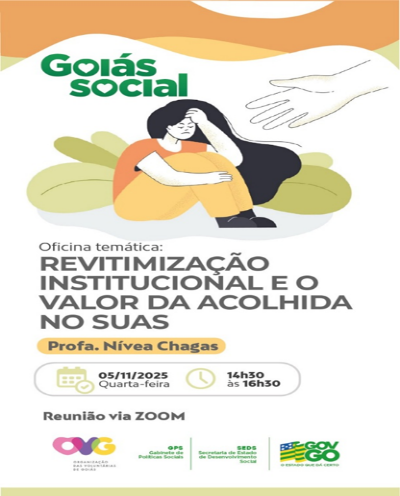 Goiás
social
Oficina temática:
REVITIMIZAÇÃO
INSTITUCIONAL E O
VALOR DA ACOLHIDA
NO SUAS
Profa. Nívea Chagas
05/11/2025
Quarta-feira
14h30
às 16h30
Reunião via ZOOM
OVG
ORGANIZAÇÃO
DAS VOLUNTÁRIAS
DE GOIÁS
GPS
Gabinete de
Políticas Sociais
SEDS
Secretaria de Estado
de Desenvolvimento
Social
GOV
GO
O ESTADO QUE DÁ CERTO